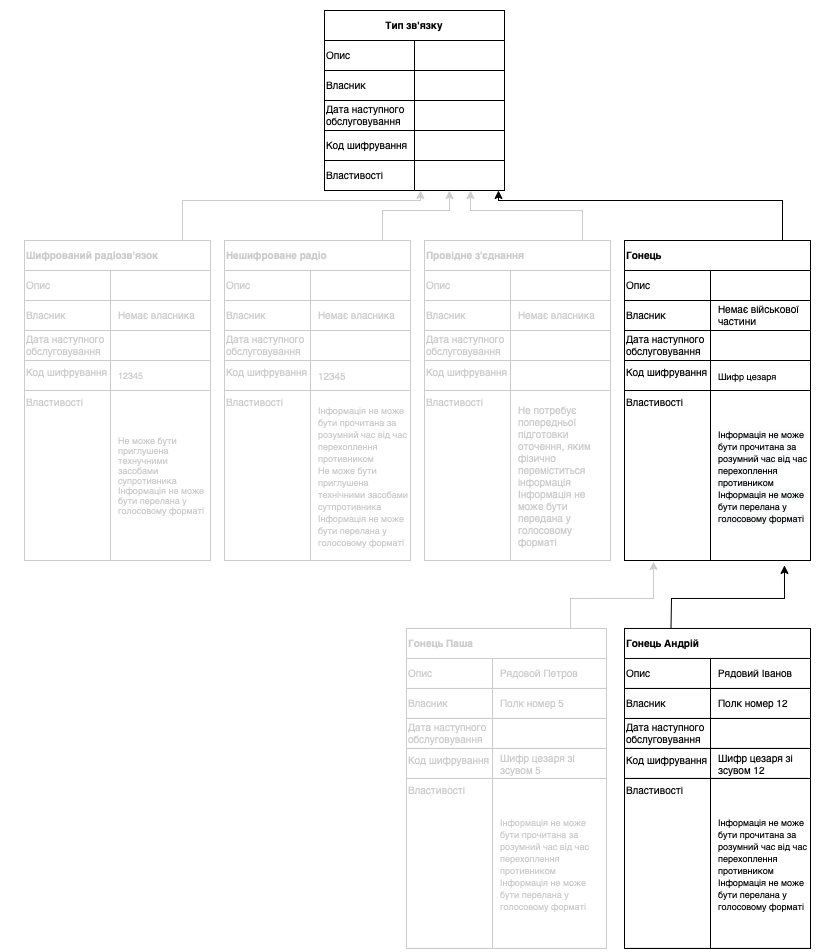 Тип зв'язку
Опис
Власник
Дата наступного
обслуговування
Код шифрування
Властивості
Шифрований радіозв'язок
Опис
Власник
Немає власника
Дата наступного
обслуговування
Код шифрування
12345
Властивості
Не може бути
приглушена
технучними
засобами
супротивника
Інформація не може
бути перелана у
голосовому форматі
Нешифроване радіо
Опис
Власник
Немає власника
Дата наступного
обслуговування
Код шифрування
12345
Властивості
Інформація не може
бути прочитана за
розумний час від час
перехоплення
противником
Не може бути
приглушена
технічними засобами
сутпротивника
Інформація не може
бути перелана у
голосовому форматі
Провідне з'єднання
Опис
Власник
Немає власника
Дата наступного
обслуговування
Код шифрування
Властивості
Не потребує
попередньої
підготовки
оточення, яким
фізично
переміститься
інформація
Інформація не
може бути
передана у
голосовому
форматі
Гонець
Опис
Власник
Немає військової
частини
Дата наступного
обслуговування
Код шифрування
Шифр цезаря
Властивості
Інформація не може
бути прочитана за
розумний час від час
перехоплення
противником
Інформація не може
бути перелана у
голосовому форматі
Гонець Паша
Опис
Рядовой Петров
Власник
Полк номер 5
Дата наступного
обслуговування
Код шифрування
Шифр цезаря зі
зсувом 5
Властивості
Інформація не може
бути прочитана за
розумний час від час
перехоплення
противником
Інформація не може
бути перелана у
голосовому форматі
Гонець Андрій
Опис
Рядовий Іванов
Власник
Полк номер 12
Дата наступного
обслуговування
Код шифрування
Шифр цезаря зі
зсувом 12
Властивості
Інформація не може
бути прочитана за
розумний час від час
перехоплення
противником
Інформація не може
бути перелана у
голосовому форматі